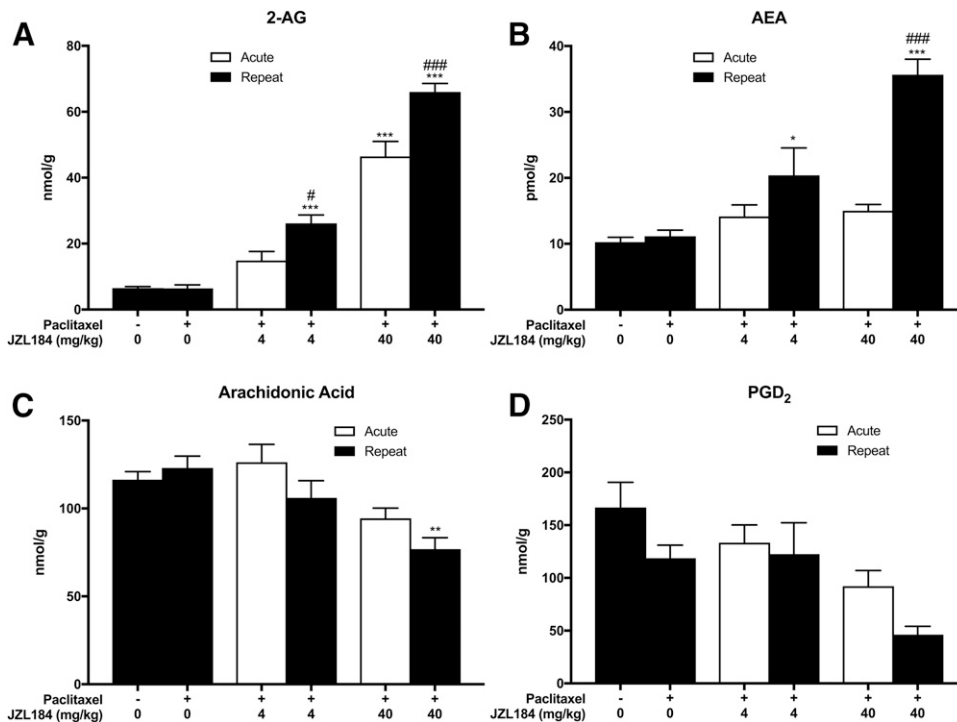 A
2-AG
Acute
Repeat
nmol/g
80
60
40
20
0
#
***
***
###
***
Paclitaxel - + + + + +
JZL184 (mg/kg) 0 0 4 4 40 40
B
AEA
Acute
Repeat
pmol/g
40
30
20
10
0
*
###
***
Paclitaxel - + + + + +
JZL184 (mg/kg) 0 0 4 4 40 40
C
Arachidonic Acid
Acute
Repeat
nmol/g
150
100
50
0
**
Paclitaxel - + + + + +
JZL184 (mg/kg) 0 0 4 4 40 40
D
PGD₂
Acute
Repeat
nmol/g
250
200
150
100
50
0
Paclitaxel - + + + + +
JZL184 (mg/kg) 0 0 4 4 40 40